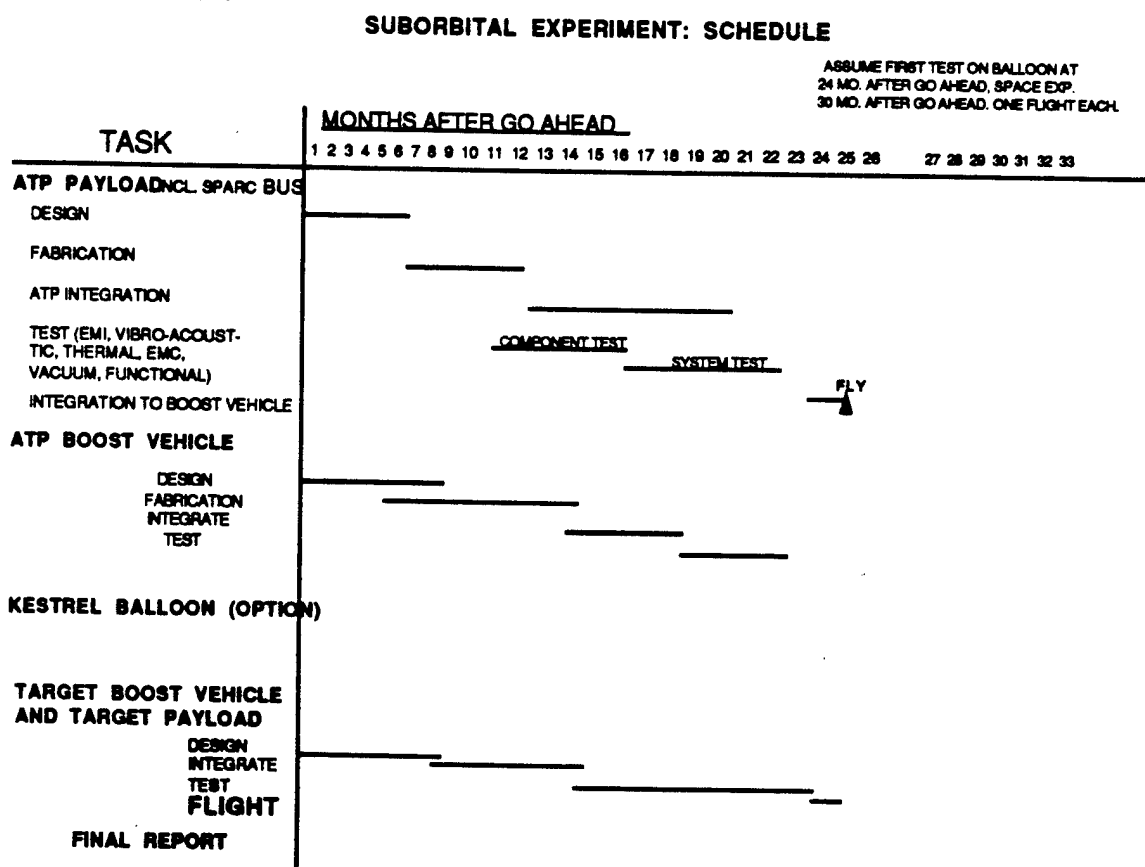 SUBORBITAL EXPERIMENT: SCHEDULE
ASSUME FIRST TEST ON BALLOON AT
24 MO. AFTER GO AHEAD, SPACE EXP.
30 MO. AFTER GO AHEAD. ONE FLIGHT EACH.
TASK
MONTHS AFTER GO AHEAD
1 2 3 4 5 6 7 8 9 10 11 12 13 14 15 16 17 18 19 20 21 22 23 24 25 26 27 28 29 30 31 32 33
ATP PAYLOADNCL. SPARC BUS
DESIGN
FABRICATION
ATP INTEGRATION
TEST (EMI, VIBRO-ACOUST-
TIC, THERMAL, EMC,
VACUUM, FUNCTIONAL)
COMPONENT TEST
SYSTEM TEST
INTEGRATION TO BOOST VEHICLE
FLY
ATP BOOST VEHICLE
DESIGN
FABRICATION
INTEGRATE
TEST
KESTREL BALLOON (OPTION)
TARGET BOOST VEHICLE
AND TARGET PAYLOAD
DESIGN
INTEGRATE
TEST
FLIGHT
FINAL REPORT